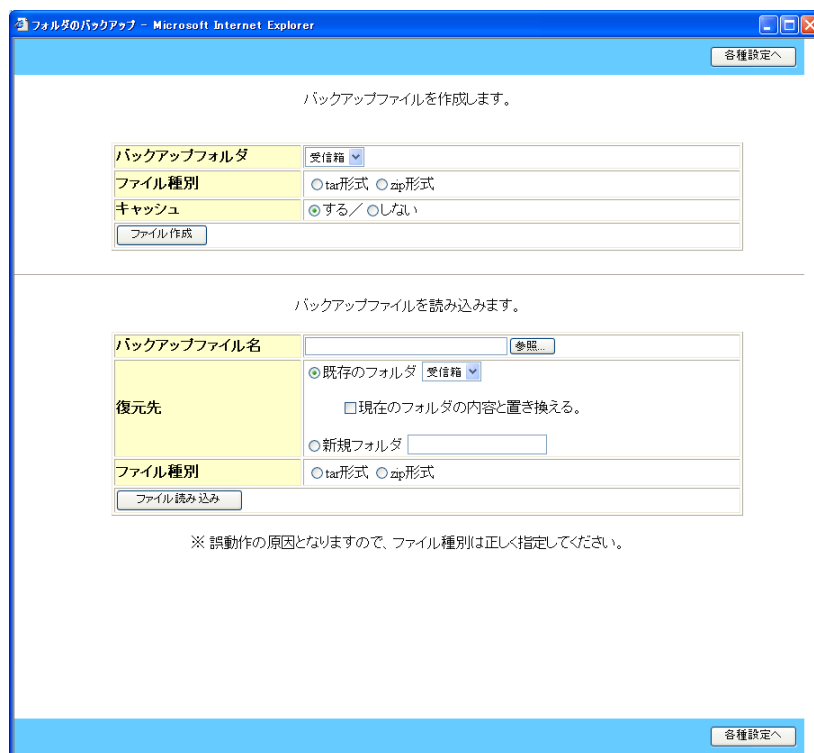 フォルダのバックアップ - Microsoft Internet Explorer
各種設定へ
バックアップファイルを作成します。
バックアップフォルダ 受信箱
ファイル種別 tar形式 zip形式
キャッシュ する／ しない
ファイル作成
バックアップファイルを読み込みます。
バックアップファイル名 参照...
既存のフォルダ 受信箱
復元先 現在のフォルダの内容と置き換える。
新規フォルダ
ファイル種別 tar形式 zip形式
ファイル読み込み
※ 誤動作の原因となりますので、ファイル種別は正しく指定してください。
各種設定へ